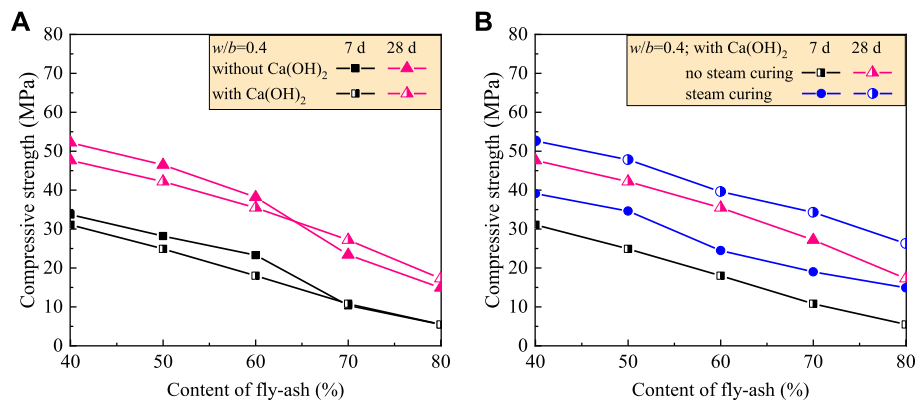 A
w/b=0.4 7 d 28 d
without Ca(OH)₂
with Ca(OH)₂
Compressive strength (MPa)
80
70
60
50
40
30
20
10
0
40 50 60 70 80
Content of fly-ash (%)
B
w/b=0.4; with Ca(OH)₂ 7 d 28 d
no steam curing
steam curing
Compressive strength (MPa)
80
70
60
50
40
30
20
10
0
40 50 60 70 80
Content of fly-ash (%)